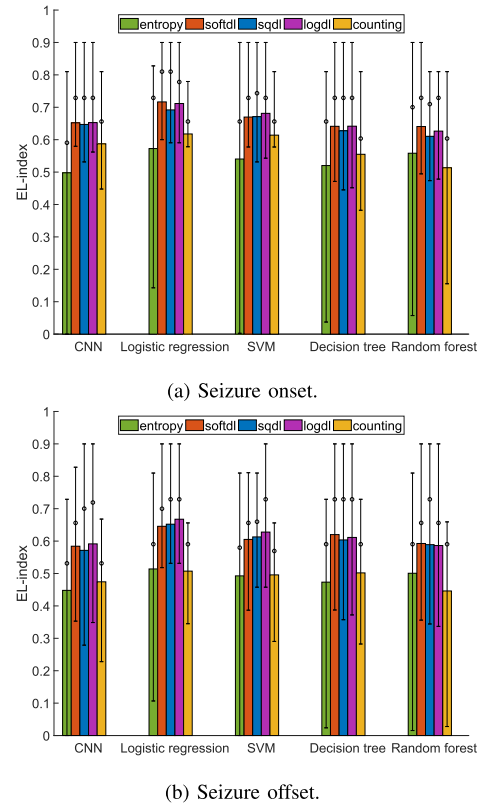 1
entropy softdl sqdl logdl counting
0.9
0.8
0.7
0.6
EL-index
0.5
0.4
0.3
0.2
0.1
0
CNN Logistic regression SVM Decision tree Random forest
(a) Seizure onset.
1
entropy softdl sqdl logdl counting
0.9
0.8
0.7
0.6
EL-index
0.5
0.4
0.3
0.2
0.1
0
CNN Logistic regression SVM Decision tree Random forest
(b) Seizure offset.